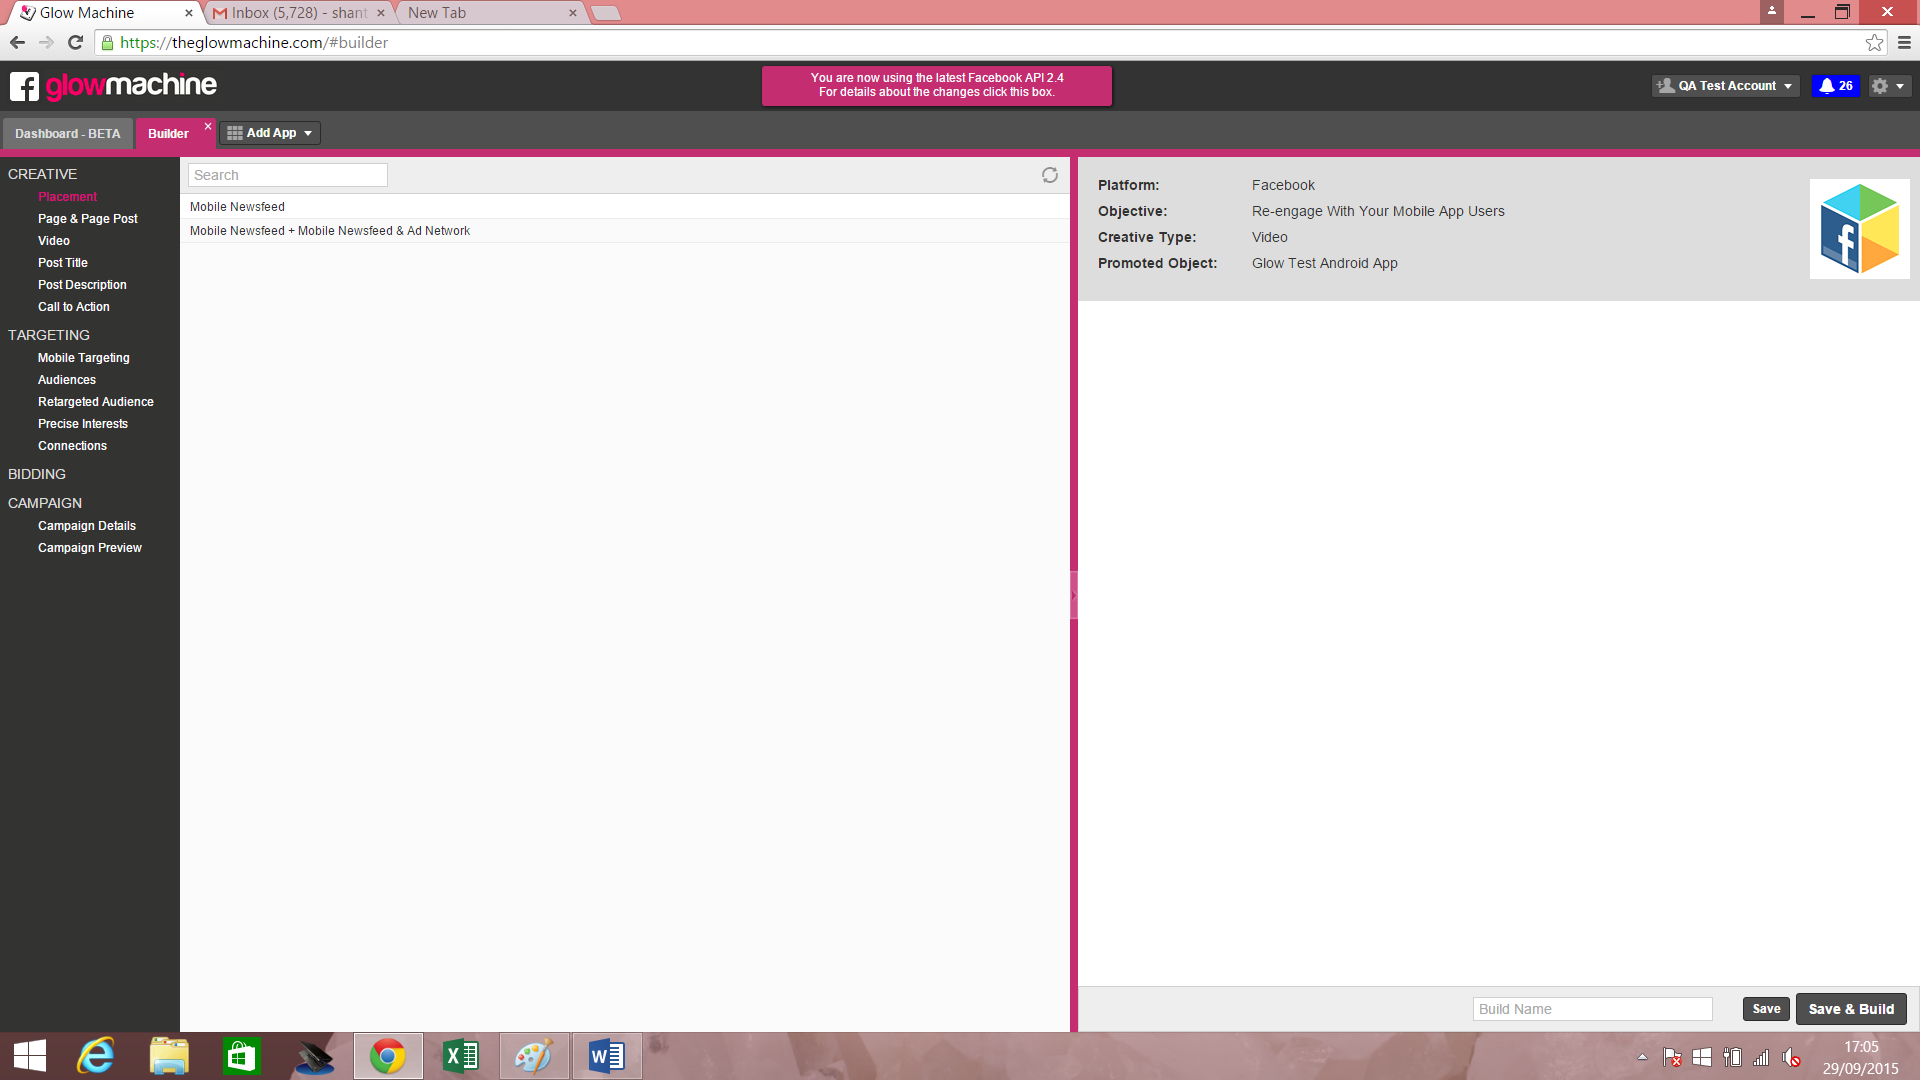 Glow Machine
Inbox (5,728) - shant
New Tab
https://theglowmachine.com/#builder
glowmachine
You are now using the latest Facebook API 2.4
For details about the changes click this box.
QA Test Account
26
Dashboard - BETA
Builder
Add App
CREATIVE
Placement
Page & Page Post
Video
Post Title
Post Description
Call to Action
TARGETING
Mobile Targeting
Audiences
Retargeted Audience
Precise Interests
Connections
BIDDING
CAMPAIGN
Campaign Details
Campaign Preview
Search
Mobile Newsfeed
Mobile Newsfeed + Mobile Newsfeed & Ad Network
Platform: Facebook
Objective: Re-engage With Your Mobile App Users
Creative Type: Video
Promoted Object: Glow Test Android App
Build Name
Save
Save & Build
17:05
29/09/2015